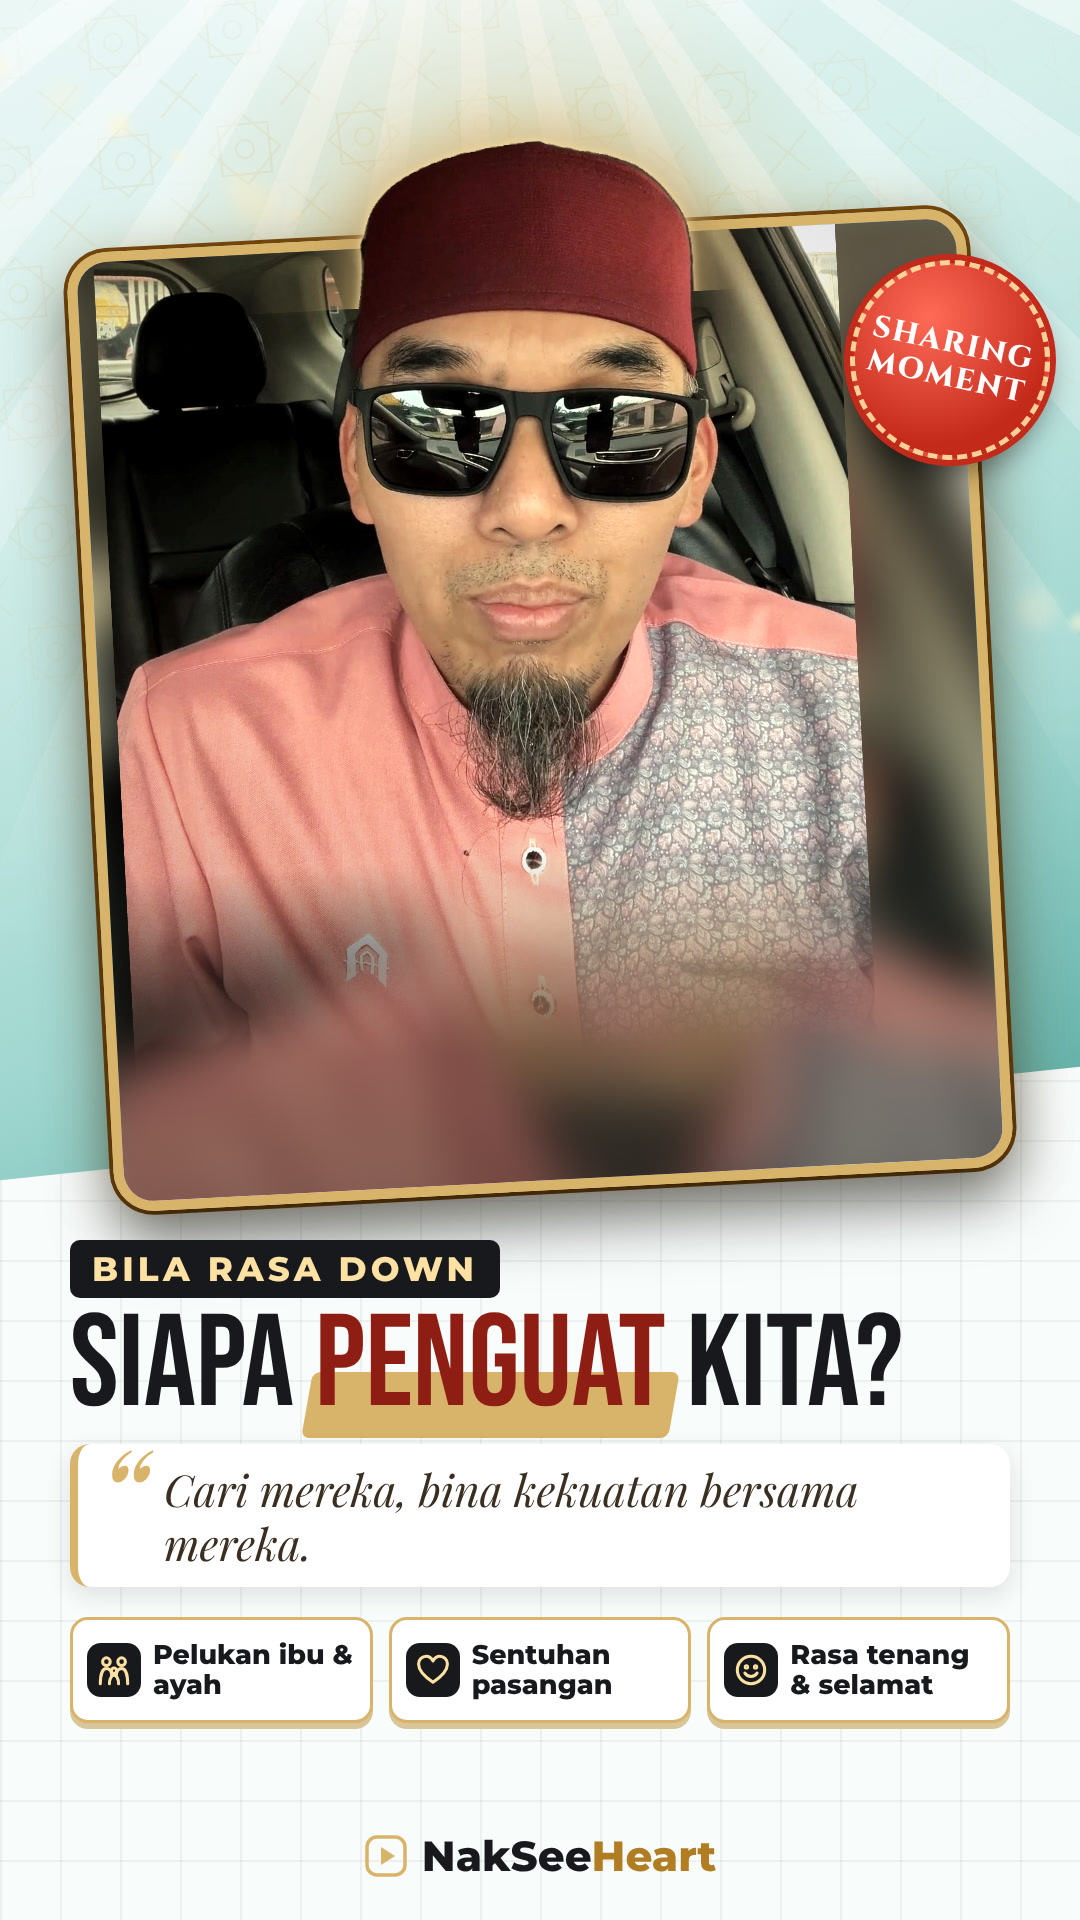 SHARING
MOMENT
BILA RASA DOWN
SIAPA PENGUAT KITA?
“Cari mereka, bina kekuatan bersama
mereka.
Pelukan ibu &
ayah
Sentuhan
pasangan
Rasa tenang
& selamat
NakSeeHeart